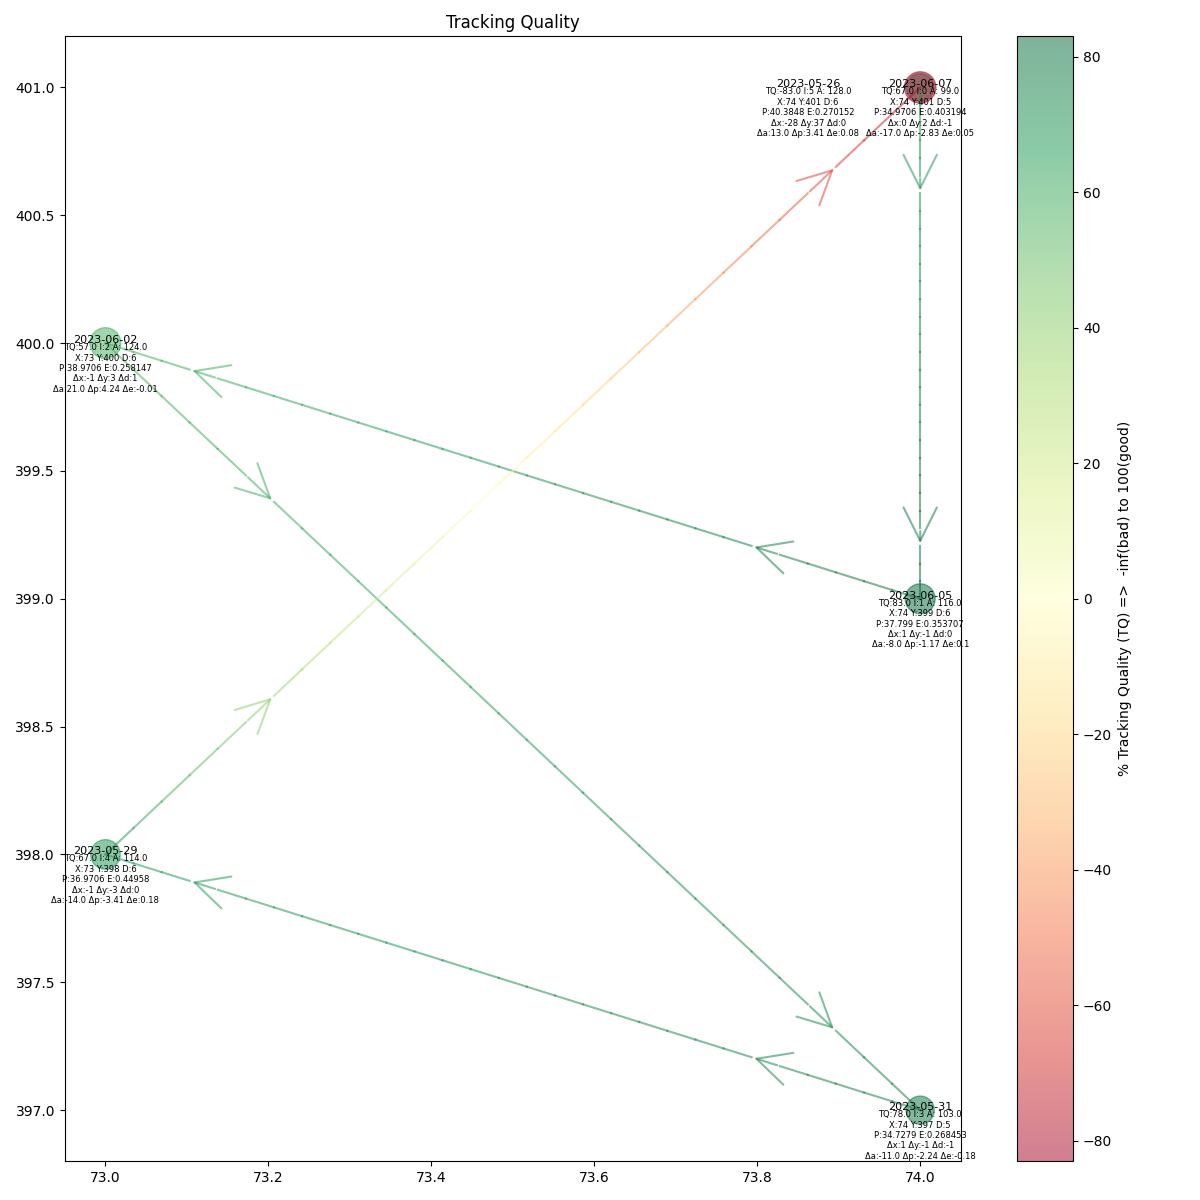 Tracking Quality
401.0
400.5
400.0
399.5
399.0
398.5
398.0
397.5
397.0
73.0
73.2
73.4
73.6
73.8
74.0
2023-05-26
TQ:-83.0 I:5 A: 128.0
X:74 Y:401 D:6
P:40.3848 E:0.270152
Δx:-28 Δy:37 Δd:0
Δa:13.0 Δp:3.41 Δe:0.08
2023-06-07
TQ:67.0 I:0 A: 99.0
X:74 Y:401 D:5
P:34.9706 E:0.403194
Δx:0 Δy:2 Δd:-1
Δa:-17.0 Δp:-2.83 Δe:0.05
2023-06-02
TQ:57.0 I:2 A: 124.0
X:73 Y:400 D:6
P:38.9706 E:0.258147
Δx:-1 Δy:3 Δd:1
Δa:21.0 Δp:4.24 Δe:-0.01
2023-06-05
TQ:83.0 I:1 A: 116.0
X:74 Y:399 D:6
P:37.799 E:0.353707
Δx:1 Δy:-1 Δd:0
Δa:-8.0 Δp:-1.17 Δe:0.1
2023-05-29
TQ:67.0 I:4 A: 114.0
X:73 Y:398 D:6
P:36.9706 E:0.44958
Δx:-1 Δy:-3 Δd:0
Δa:-14.0 Δp:-3.41 Δe:0.18
2023-05-31
TQ:78.0 I:3 A: 103.0
X:74 Y:397 D:5
P:34.7279 E:0.268453
Δx:1 Δy:-1 Δd:-1
Δa:-11.0 Δp:-2.24 Δe:-0.18
80
60
40
20
0
−20
−40
−60
−80
% Tracking Quality (TQ) => -inf(bad) to 100(good)